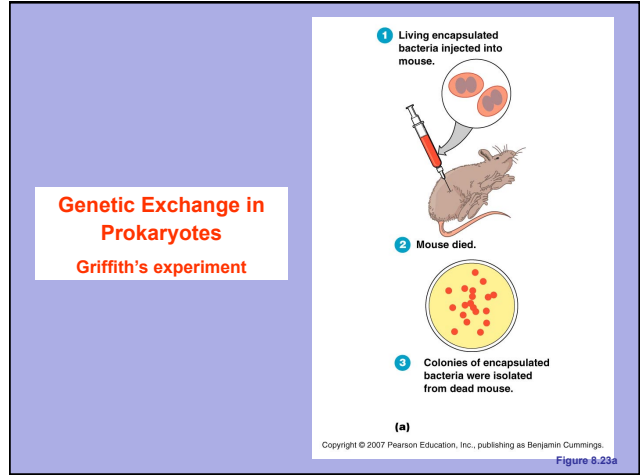 Genetic Exchange in
Prokaryotes
Griffith's experiment
1 Living encapsulated
bacteria injected into
mouse.
2 Mouse died.
3 Colonies of encapsulated
bacteria were isolated
from dead mouse.
(a)
Copyright © 2007 Pearson Education, Inc., publishing as Benjamin Cummings.
Figure 8.23a